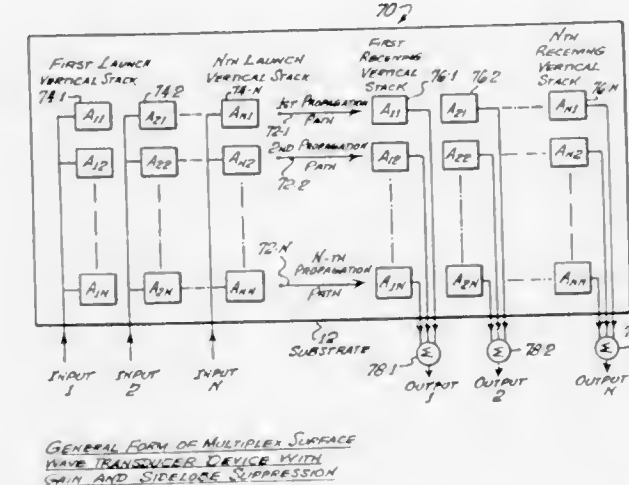 70
FIRST LAUNCH
VERTICAL STACK
NTH LAUNCH
VERTICAL STACK
FIRST
RECEIVING
VERTICAL
STACK
NTH
RECEIVING
VERTICAL
STACK
74-1 74-2 74-N 76-1 76-2 76-N
A11 A21 AN1 1ST PROPAGATION PATH 72-1 A11 A21 AN1
A12 A22 AN2 2ND PROPAGATION PATH 72-2 A12 A22 AN2
72-N N-TH PROPAGATION PATH
A1N A2N ANN A1N A2N ANN
12
SUBSTRATE
Σ Σ Σ
78-1 78-2
INPUT 1 INPUT 2 INPUT N OUTPUT 1 OUTPUT 2 OUTPUT N
GENERAL FORM OF MULTIPLEX SURFACE
WAVE TRANSDUCER DEVICE WITH
GAIN AND SIDELOBE SUPPRESSION